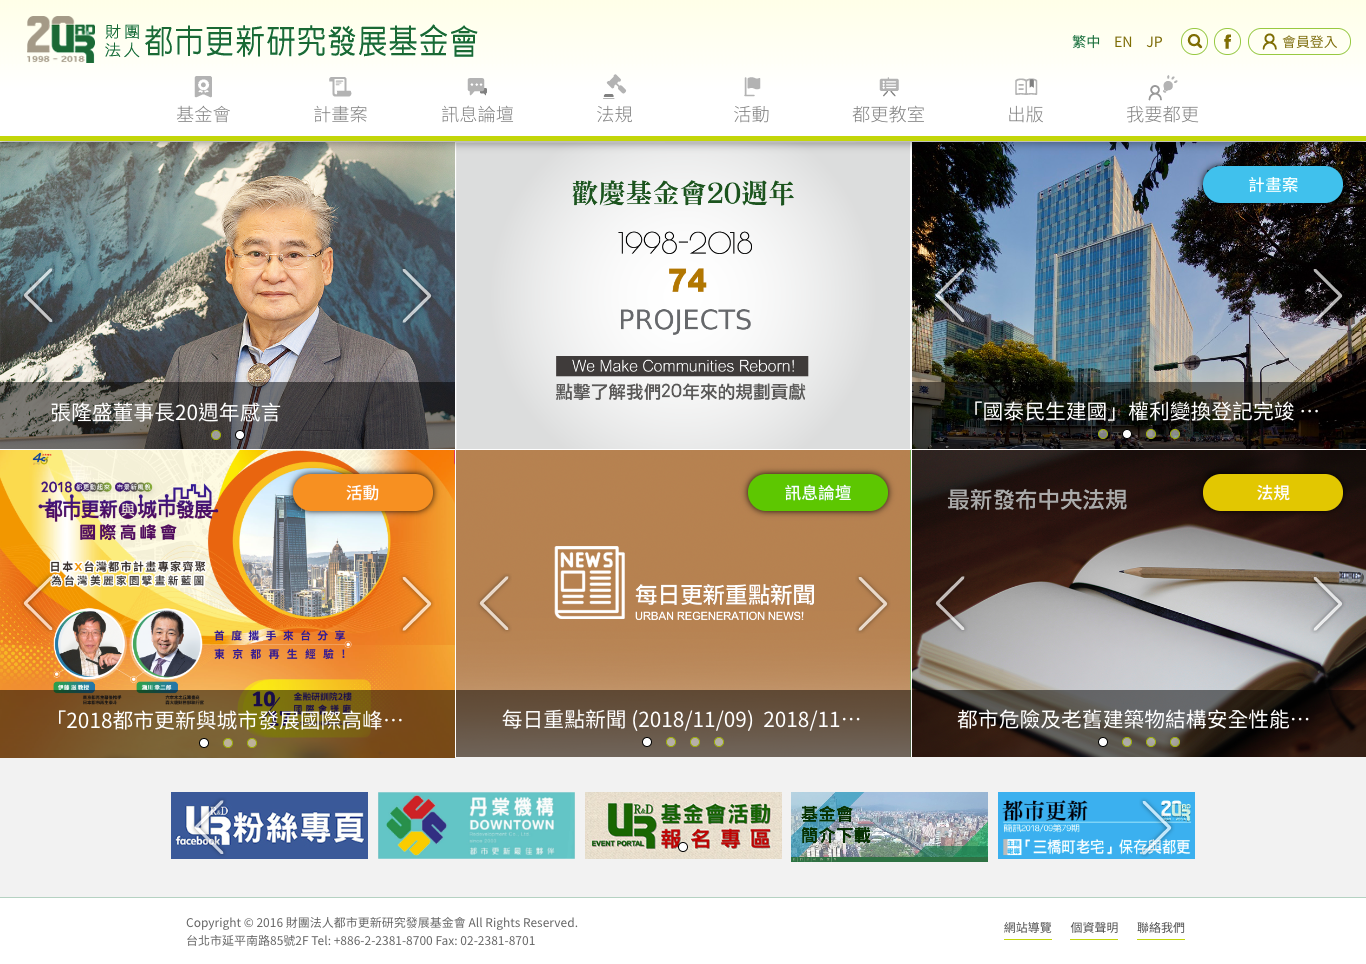 20
1998 - 2018
財團法人
都市更新研究發展基金會
繁中 EN JP
會員登入
基金會 計畫案 訊息論壇 法規 活動 都更教室 出版 我要都更
張隆盛董事長20週年感言
歡慶基金會20週年
1998-2018
74
PROJECTS
We Make Communities Reborn!
點擊了解我們20年來的規劃貢獻
計畫案
「國泰民生建國」權利變換登記完竣 ⋯
2018
都市更新與城市發展
國際高峰會
日本X台灣都市計畫專家齊聚
為台灣美麗家園擘畫新藍圖
首度攜手來台分享
東京都再生經驗！
10
金融研訓院2樓
國際會議廳
活動
「2018都市更新與城市發展國際高峰⋯
訊息論壇
NEWS
每日更新重點新聞
URBAN REGENERATION NEWS!
每日重點新聞 (2018/11/09)  2018/11⋯
最新發布中央法規
法規
都市危險及老舊建築物結構安全性能⋯
UR R&D
facebook 粉絲專頁
丹棠機構
DOWNTOWN
都市更新最佳夥伴
UR R&D
EVENT PORTAL
基金會活動
報名專區
基金會
簡介下載
都市更新
簡訊2018/09第79期
「三橋町老宅」保存與都更
Copyright © 2016 財團法人都市更新研究發展基金會 All Rights Reserved.
台北市延平南路85號2F Tel: +886-2-2381-8700 Fax: 02-2381-8701
網站導覽 個資聲明 聯絡我們